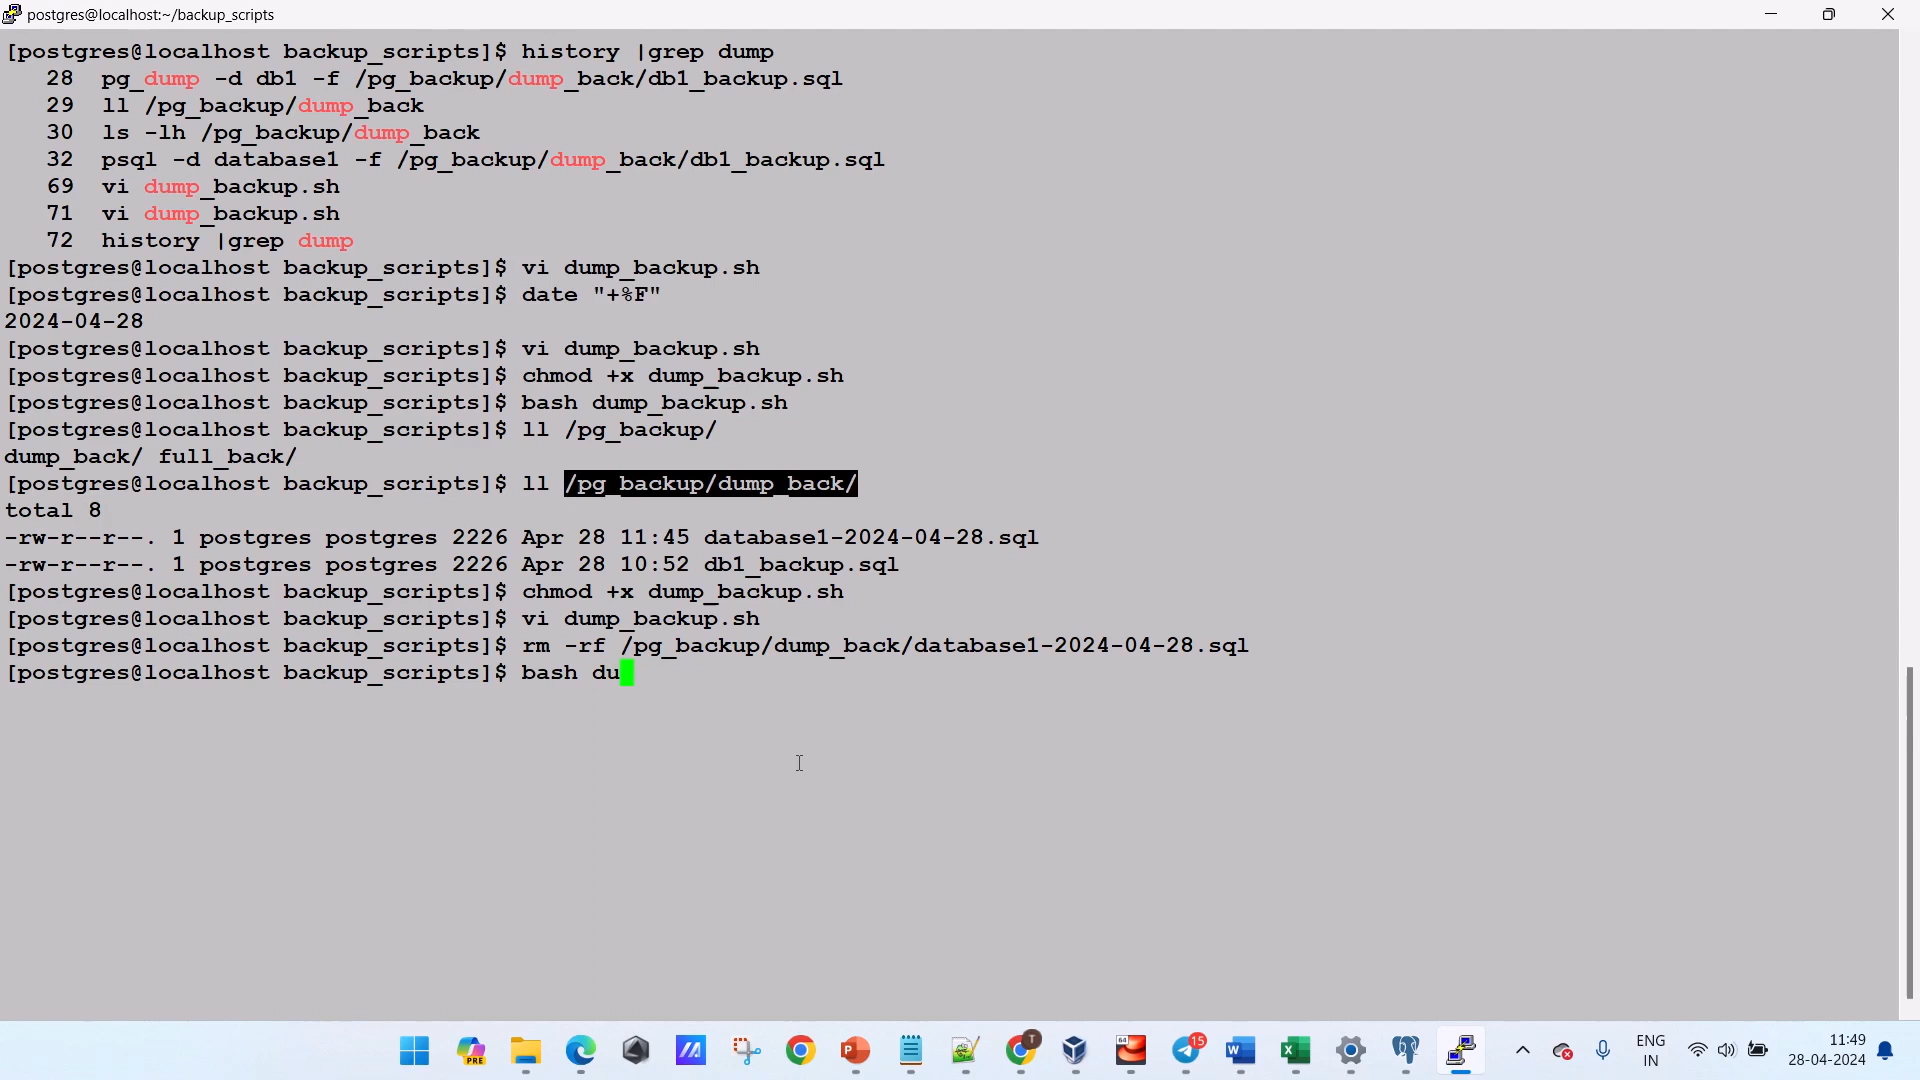 postgres@localhost:~/backup_scripts
[postgres@localhost backup_scripts]$ history |grep dump
28 pg_dump -d db1 -f /pg_backup/dump_back/db1_backup.sql
29 ll /pg_backup/dump_back
30 ls -lh /pg_backup/dump_back
32 psql -d database1 -f /pg_backup/dump_back/db1_backup.sql
69 vi dump_backup.sh
71 vi dump_backup.sh
72 history |grep dump
[postgres@localhost backup_scripts]$ vi dump_backup.sh
[postgres@localhost backup_scripts]$ date "+%F"
2024-04-28
[postgres@localhost backup_scripts]$ vi dump_backup.sh
[postgres@localhost backup_scripts]$ chmod +x dump_backup.sh
[postgres@localhost backup_scripts]$ bash dump_backup.sh
[postgres@localhost backup_scripts]$ ll /pg_backup/
dump_back/ full_back/
[postgres@localhost backup_scripts]$ ll /pg_backup/dump_back/
total 8
-rw-r--r--. 1 postgres postgres 2226 Apr 28 11:45 database1-2024-04-28.sql
-rw-r--r--. 1 postgres postgres 2226 Apr 28 10:52 db1_backup.sql
[postgres@localhost backup_scripts]$ chmod +x dump_backup.sh
[postgres@localhost backup_scripts]$ vi dump_backup.sh
[postgres@localhost backup_scripts]$ rm -rf /pg_backup/dump_back/database1-2024-04-28.sql
[postgres@localhost backup_scripts]$ bash du
PRE
T
64
15
ENG
IN
11:49
28-04-2024